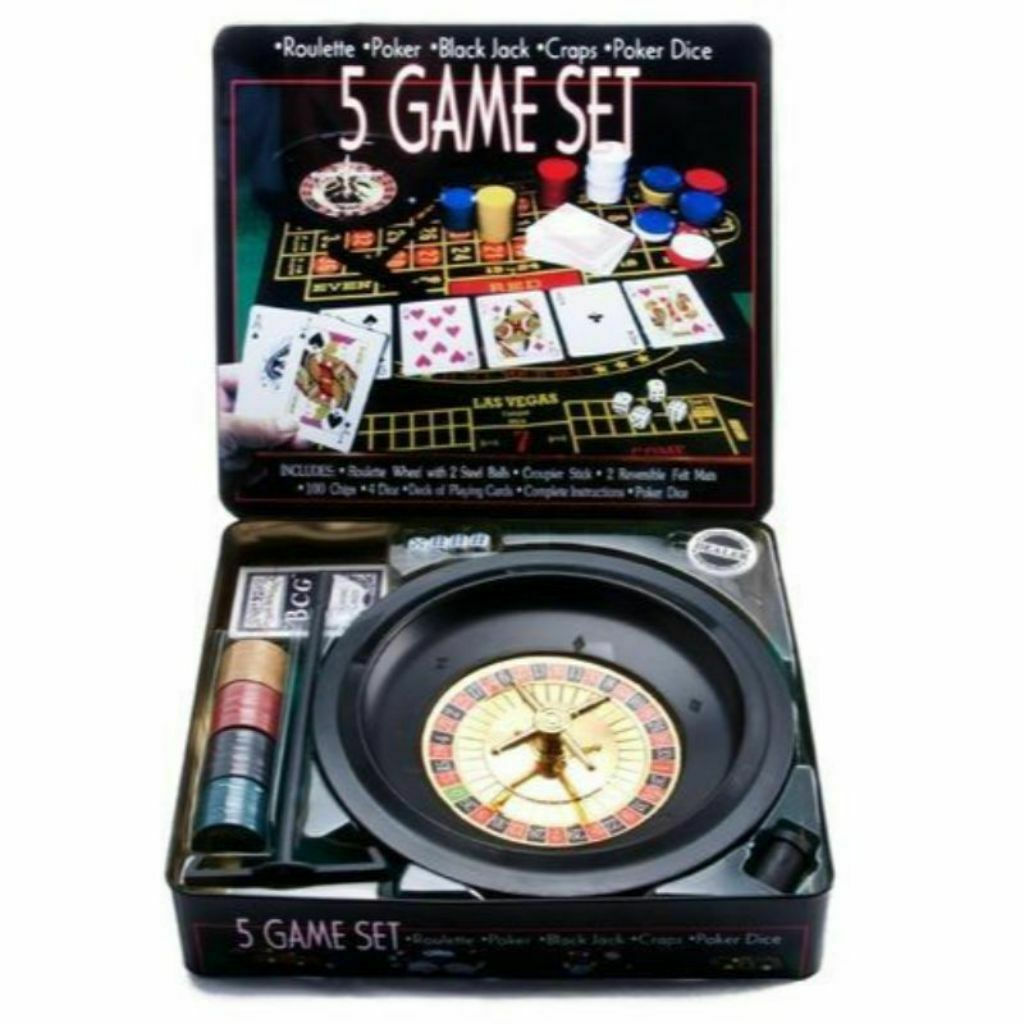 •Roulette •Poker •Black Jack •Craps •Poker Dice
5 GAME SET
EVEN
RED
LAS VEGAS
7
INCLUDES: • Roulette Wheel with 2 Steel Balls • Croupier Stick • 2 Reversible Felt Mats
•100 Chips •4 Dice •Deck of Playing Cards •Complete Instructions •Poker Dice
DEALER
BCG
5 GAME SET •Roulette •Poker •Black Jack •Craps •Poker Dice